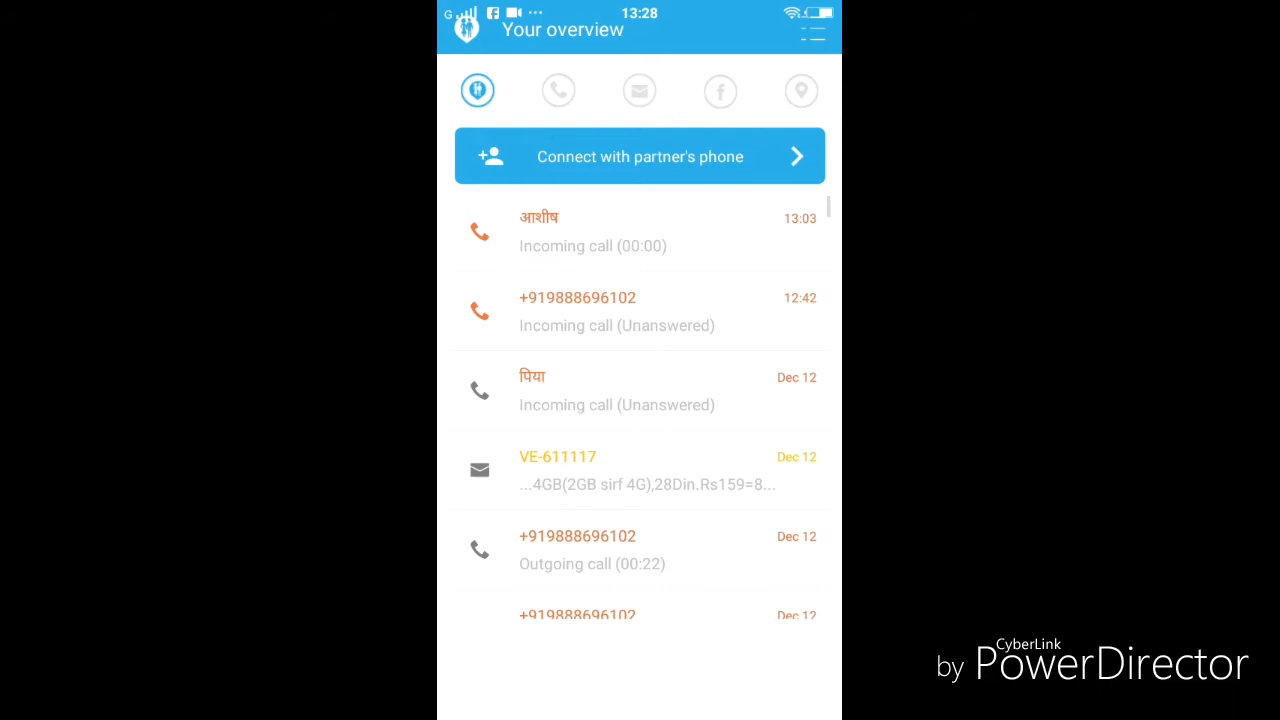 G 13:28
Your overview
Connect with partner's phone
आशीष 13:03
Incoming call (00:00)
+919888696102 12:42
Incoming call (Unanswered)
पिया Dec 12
Incoming call (Unanswered)
VE-611117 Dec 12
...4GB(2GB sirf 4G),28Din.Rs159=8...
+919888696102 Dec 12
Outgoing call (00:22)
+919888696102 Dec 12
CyberLink
by PowerDirector